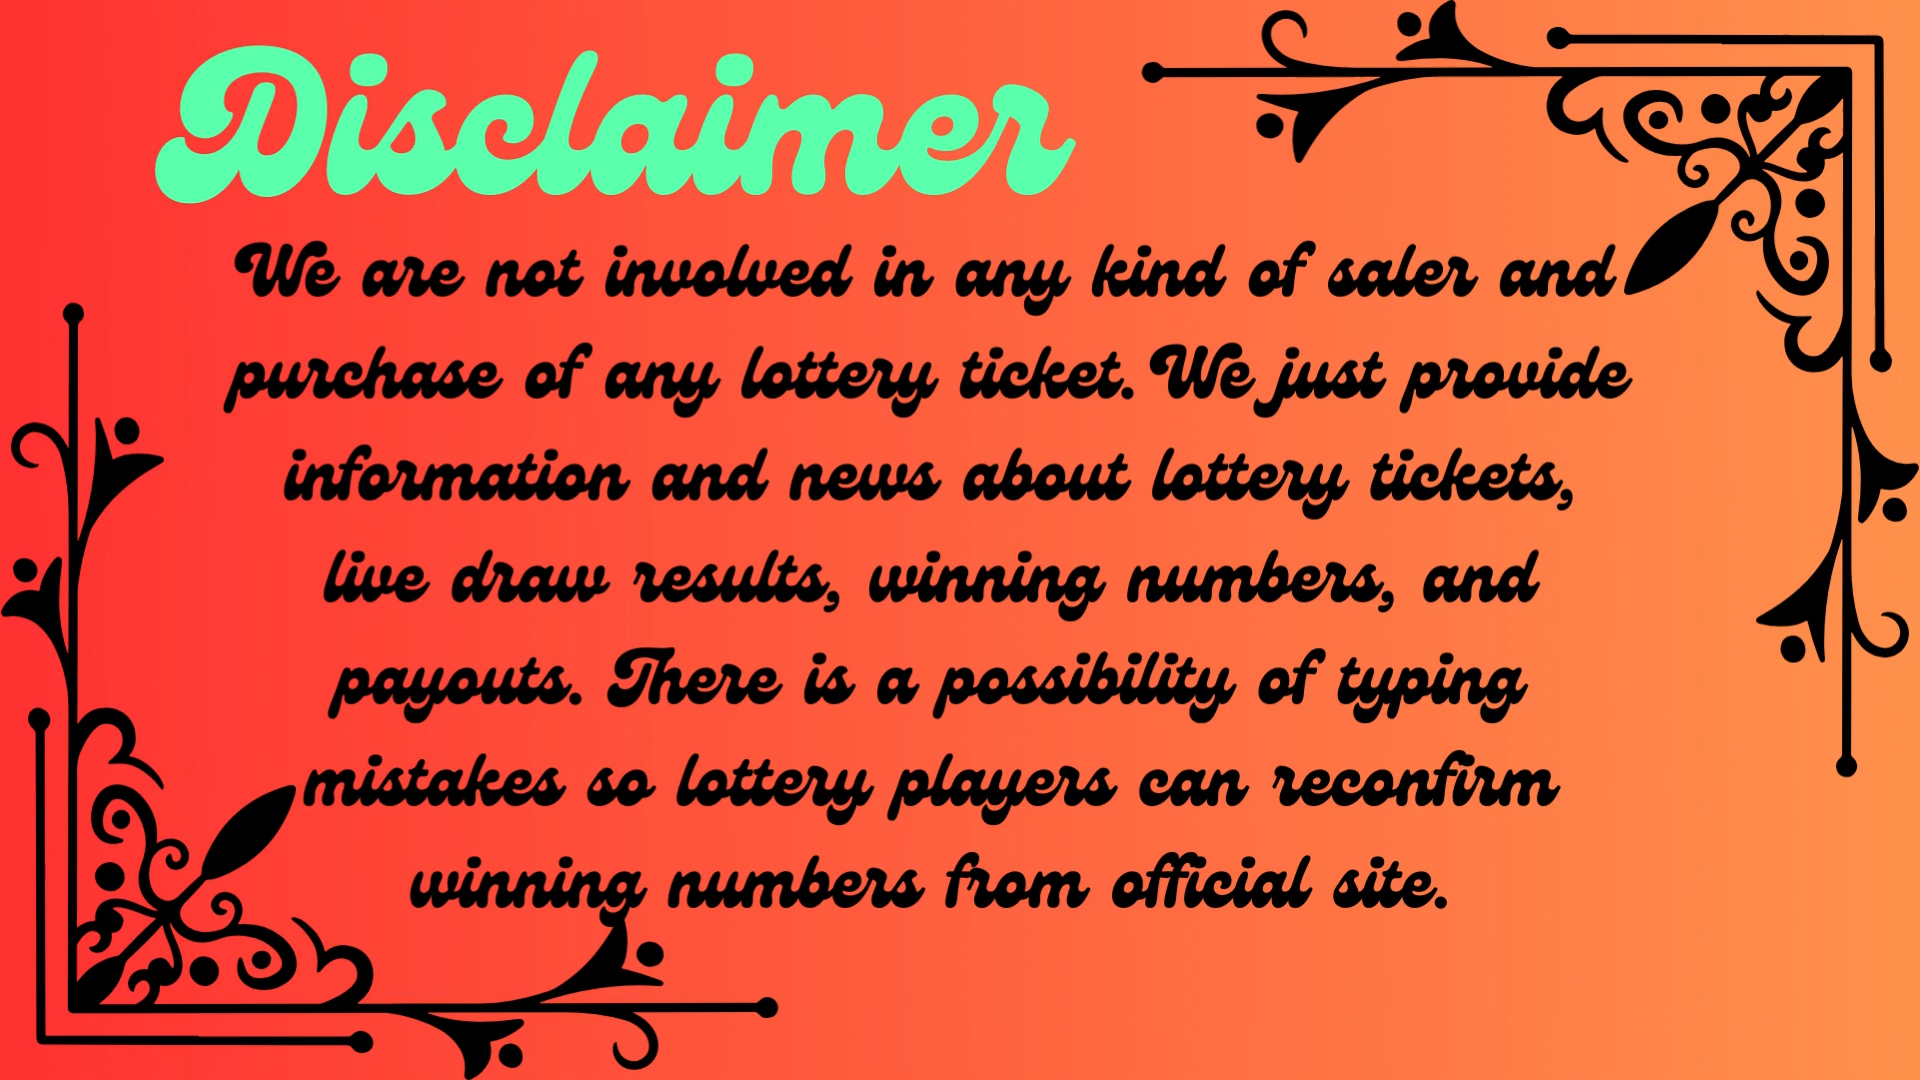 Disclaimer
We are not involved in any kind of saler and
purchase of any lottery ticket. We just provide
information and news about lottery tickets,
live draw results, winning numbers, and
payouts. There is a possibility of typing
mistakes so lottery players can reconfirm
winning numbers from official site.